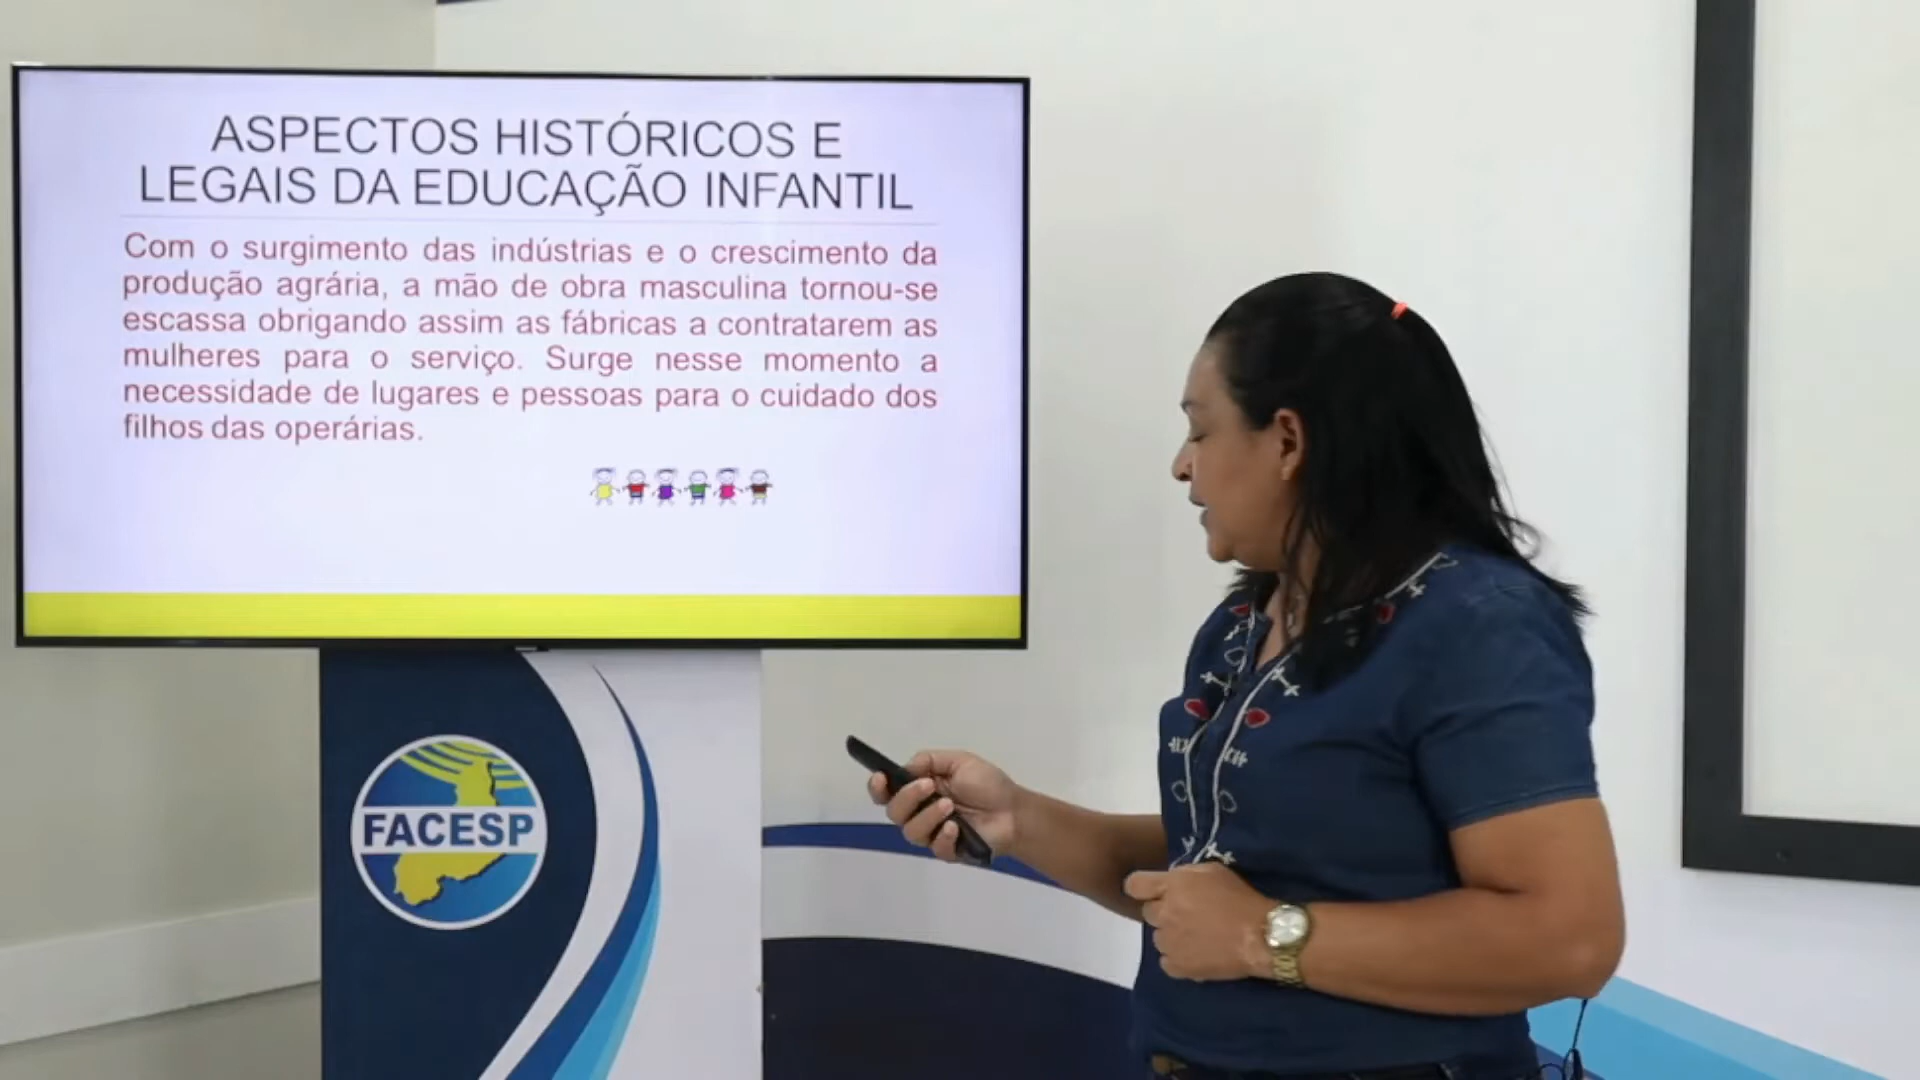 ASPECTOS HISTÓRICOS E
LEGAIS DA EDUCAÇÃO INFANTIL
Com o surgimento das indústrias e o crescimento da
produção agrária, a mão de obra masculina tornou-se
escassa obrigando assim as fábricas a contratarem as
mulheres para o serviço. Surge nesse momento a
necessidade de lugares e pessoas para o cuidado dos
filhos das operárias.
FACESP